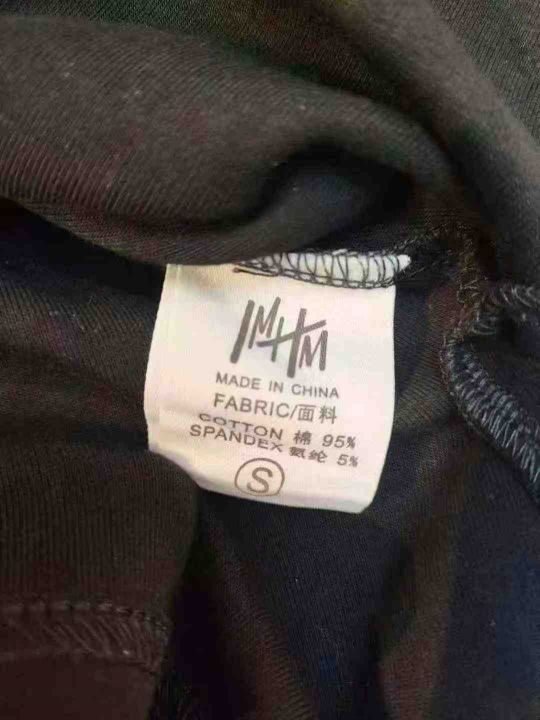 MHM
MADE IN CHINA
FABRIC/面料
COTTON 棉 95%
SPANDEX 氨纶 5%
S